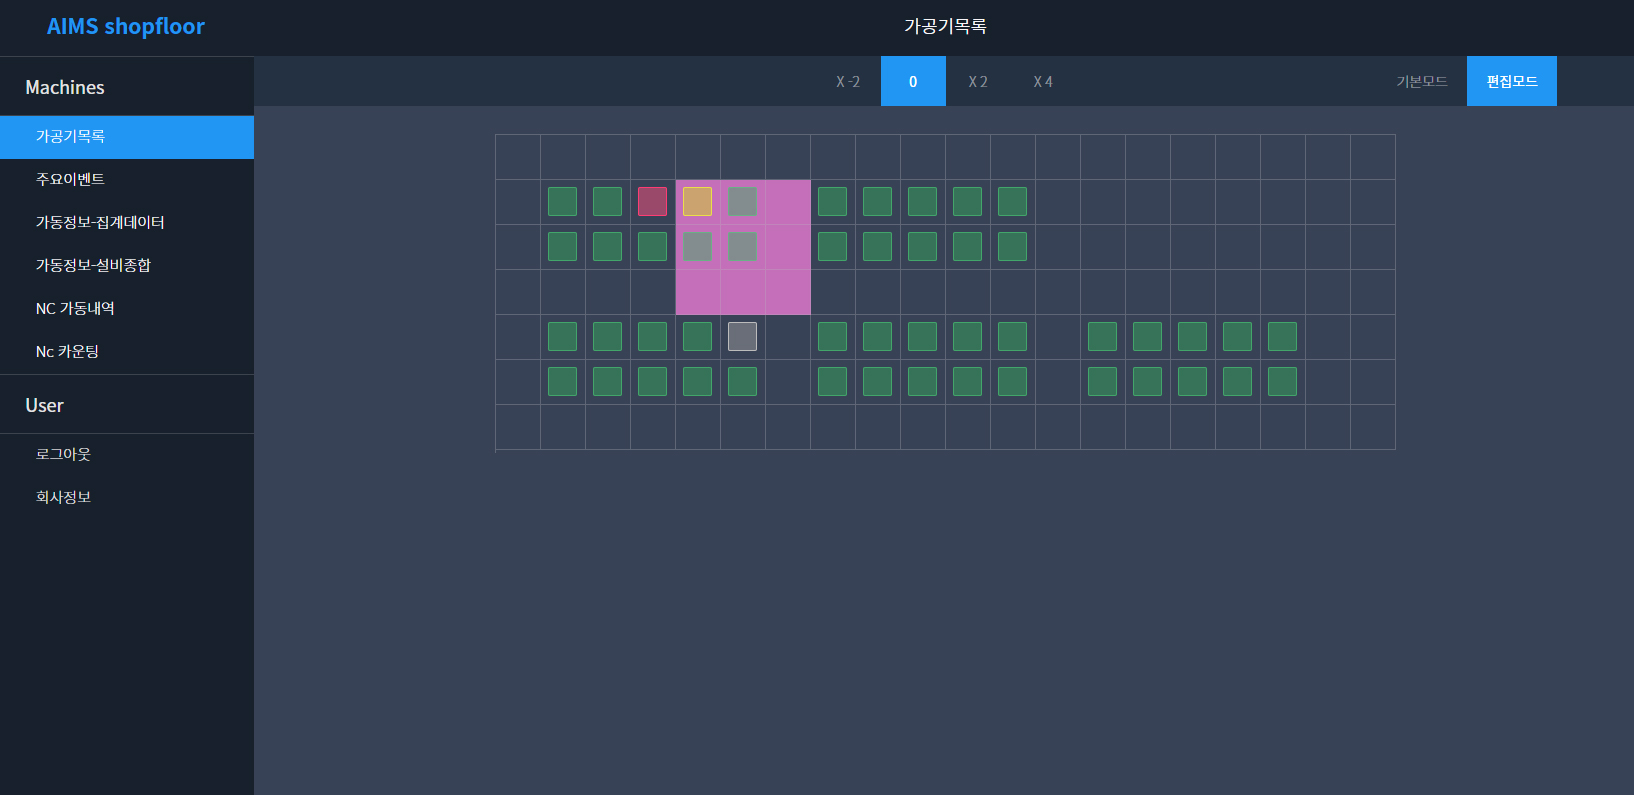 AIMS shopfloor
가공기목록
X -2
0
X 2
X 4
기본모드
편집모드
Machines
가공기목록
주요이벤트
가동정보-집계데이터
가동정보-설비종합
NC 가동내역
Nc 카운팅
User
로그아웃
회사정보